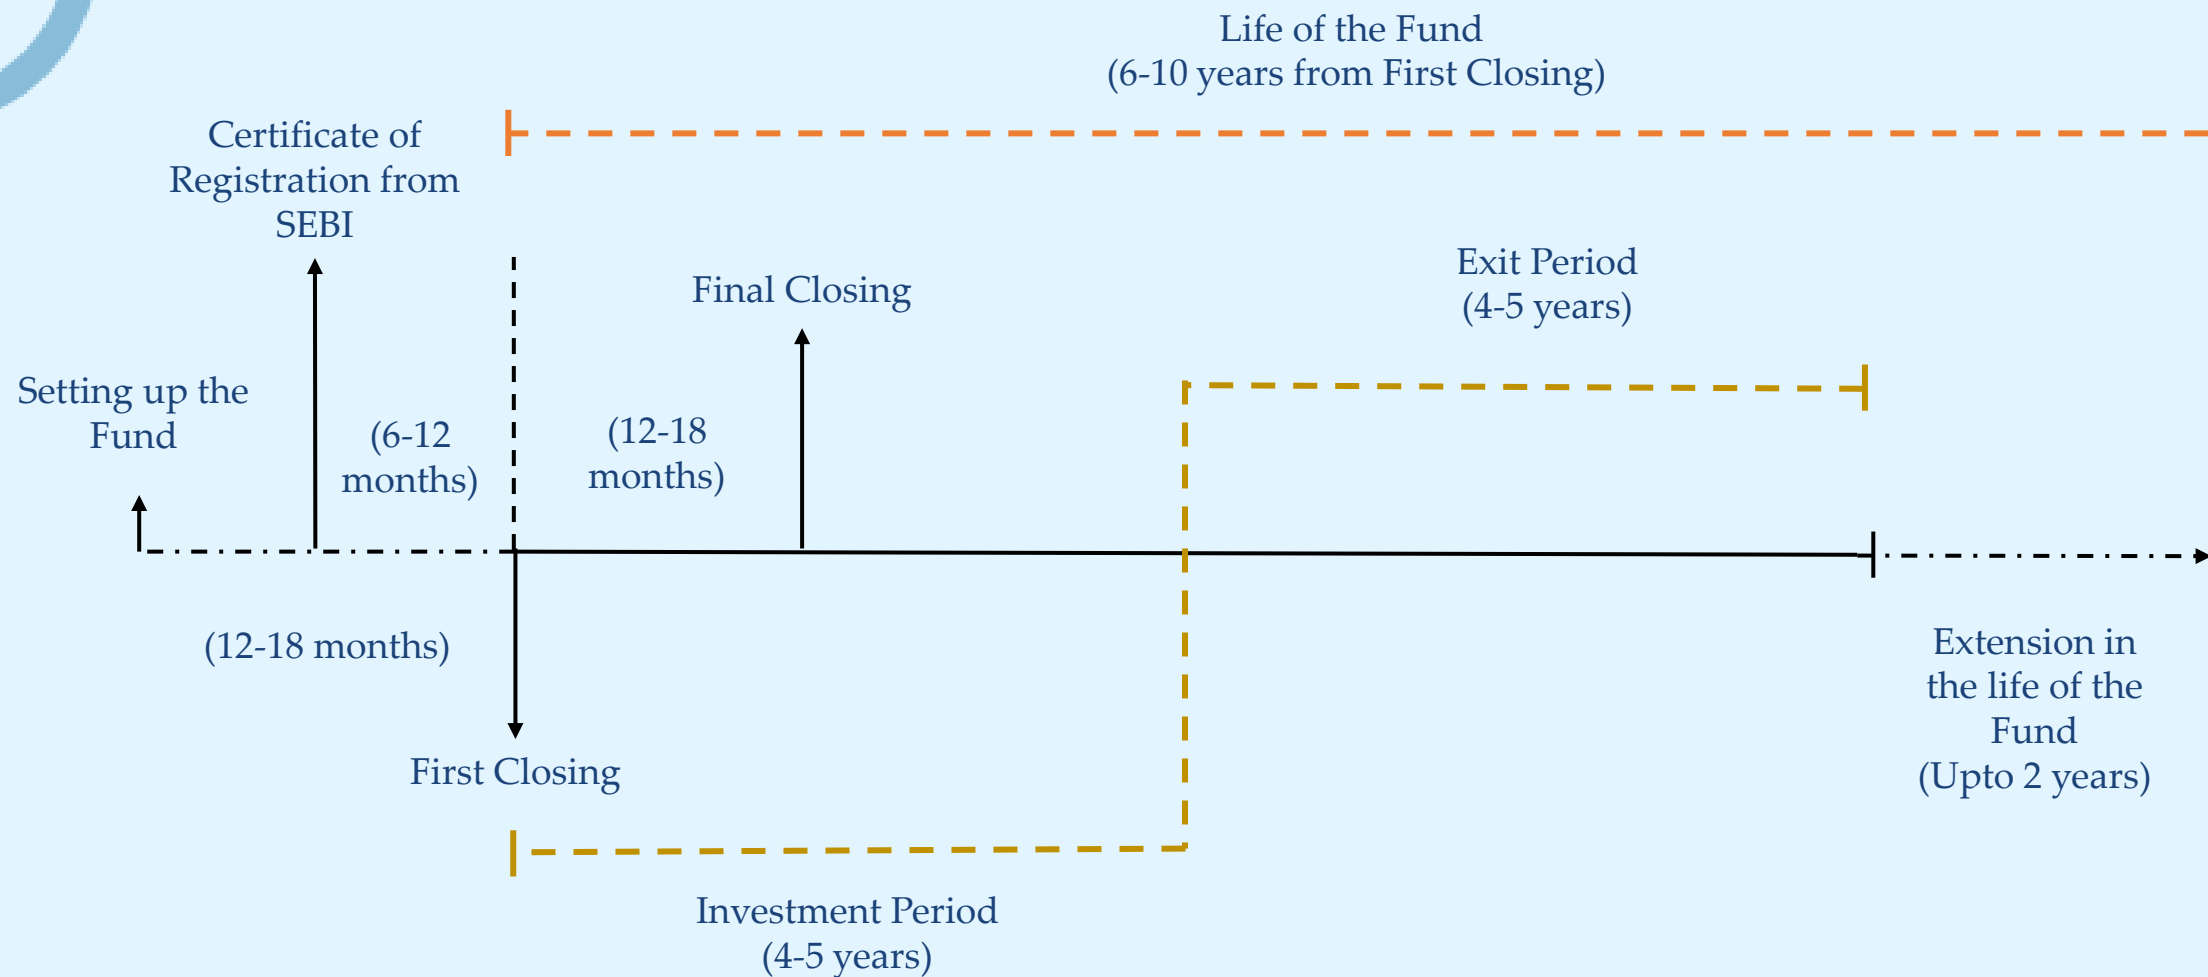 Life of the Fund
(6-10 years from First Closing)
Certificate of
Registration from
SEBI
Exit Period
(4-5 years)
Final Closing
Setting up the
Fund
(6-12
months)
(12-18
months)
(12-18 months)
Extension in
the life of the
Fund
(Upto 2 years)
First Closing
Investment Period
(4-5 years)